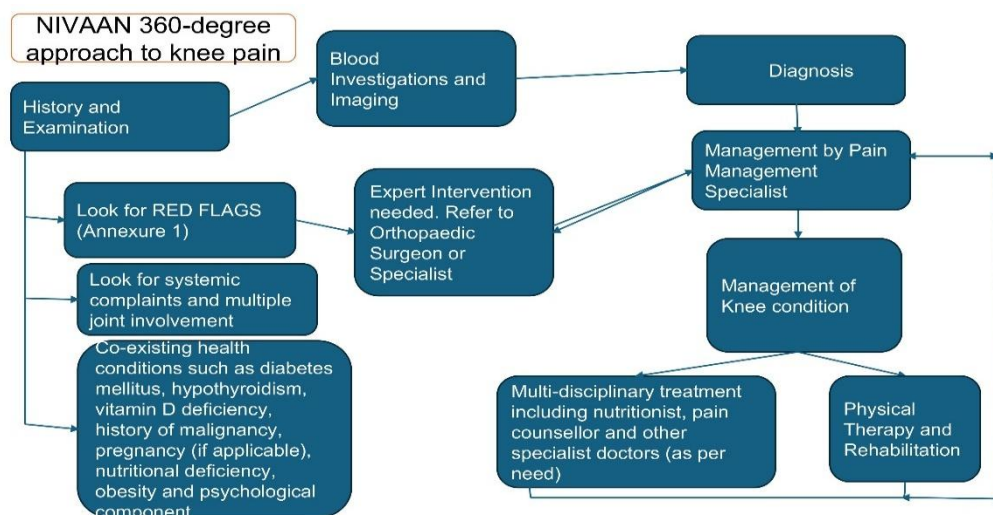 NIVAAN 360-degree
approach to knee pain
Blood
Investigations and
Imaging
Diagnosis
History and
Examination
Management by Pain
Management
Specialist
Look for RED FLAGS
(Annexure 1)
Expert Intervention
needed. Refer to
Orthopaedic
Surgeon or
Specialist
Look for systemic
complaints and multiple
joint involvement
Management of
Knee condition
Co-existing health
conditions such as diabetes
mellitus, hypothyroidism,
vitamin D deficiency,
history of malignancy,
pregnancy (if applicable),
nutritional deficiency,
obesity and psychological
component
Multi-disciplinary treatment
including nutritionist, pain
counsellor and other
specialist doctors (as per
need)
Physical
Therapy and
Rehabilitation